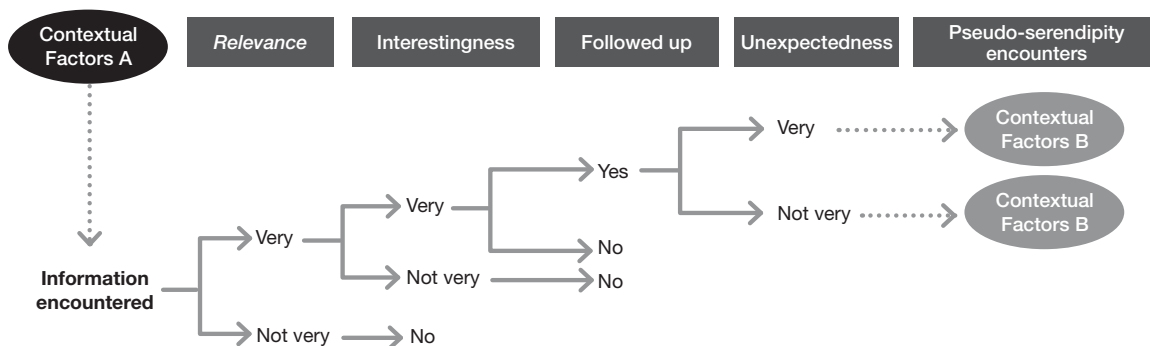 Contextual
Factors A
Relevance
Interestingness
Followed up
Unexpectedness
Pseudo-serendipity
encounters
Very
Contextual
Factors B
Yes
Very
Not very
Contextual
Factors B
Very
No
Not very
No
Information
encountered
Not very
No